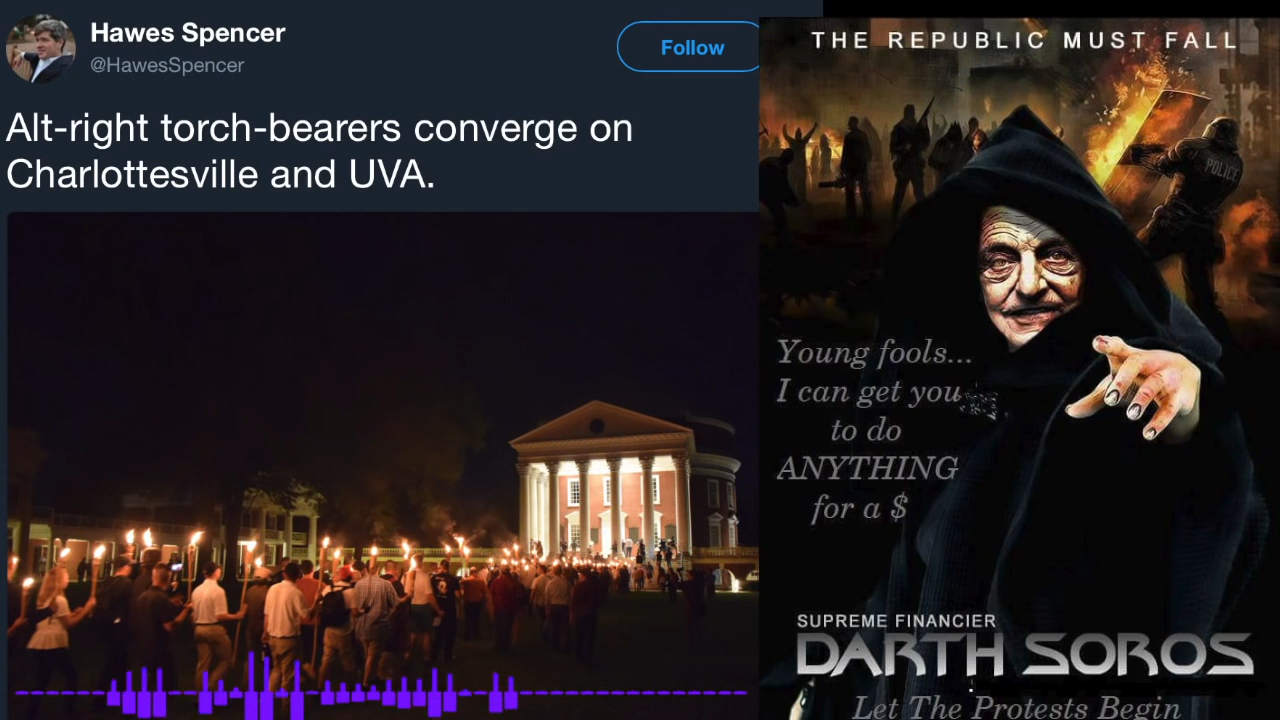 Hawes Spencer
@HawesSpencer
Follow
Alt-right torch-bearers converge on
Charlottesville and UVA.
THE REPUBLIC MUST FALL
POLICE
Young fools...
I can get you
to do
ANYTHING
for a $
SUPREME FINANCIER
DARTH SOROS
Let The Protests Begin